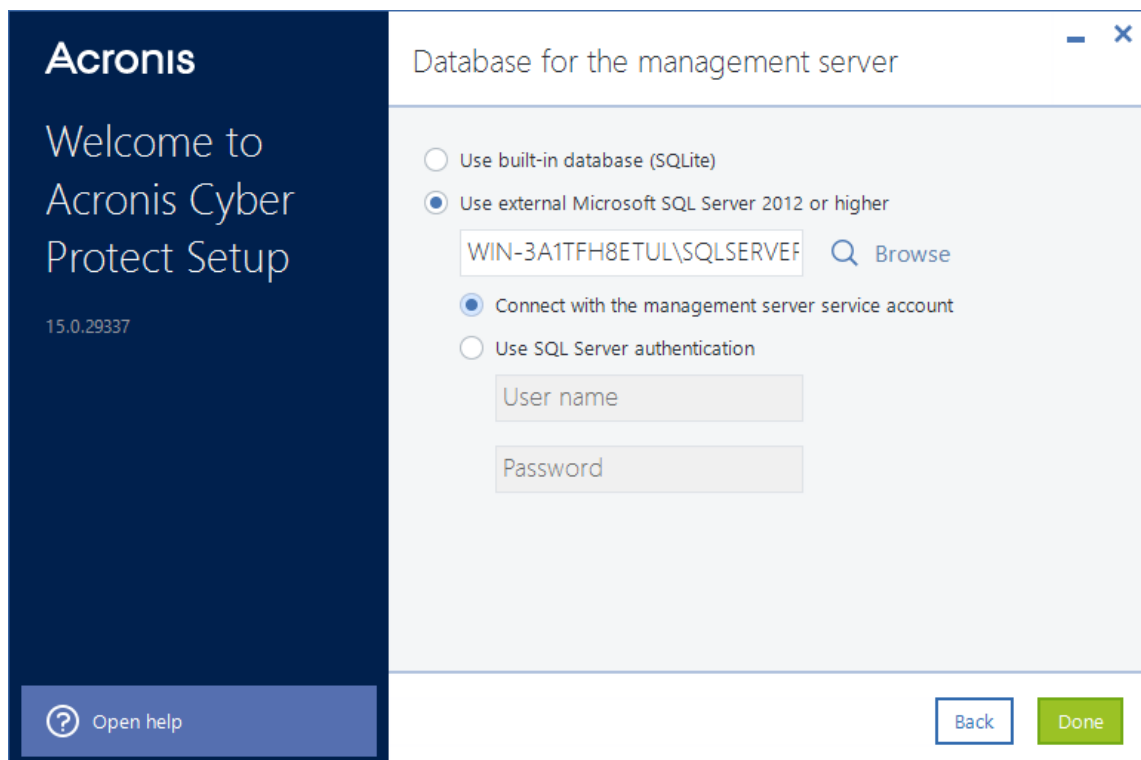 Acronis
Welcome to
Acronis Cyber
Protect Setup
15.0.29337
Open help
Database for the management server
Use built-in database (SQLite)
Use external Microsoft SQL Server 2012 or higher
WIN-3A1TFH8ETUL\SQLSERVER
Browse
Connect with the management server service account
Use SQL Server authentication
User name
Password
Back
Done